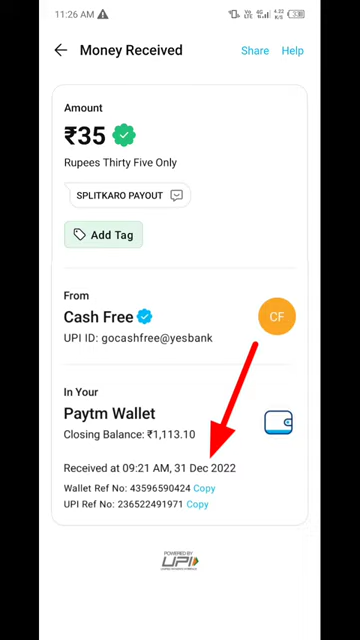 11:26 AM
Money Received
Share
Help
Amount
₹35
Rupees Thirty Five Only
SPLITKARO PAYOUT
Add Tag
From
Cash Free
CF
UPI ID: gocashfree@yesbank
In Your
Paytm Wallet
Closing Balance: ₹1,113.10
Received at 09:21 AM, 31 Dec 2022
Wallet Ref No: 43596590424 Copy
UPI Ref No: 236522491971 Copy
POWERED BY
UPI